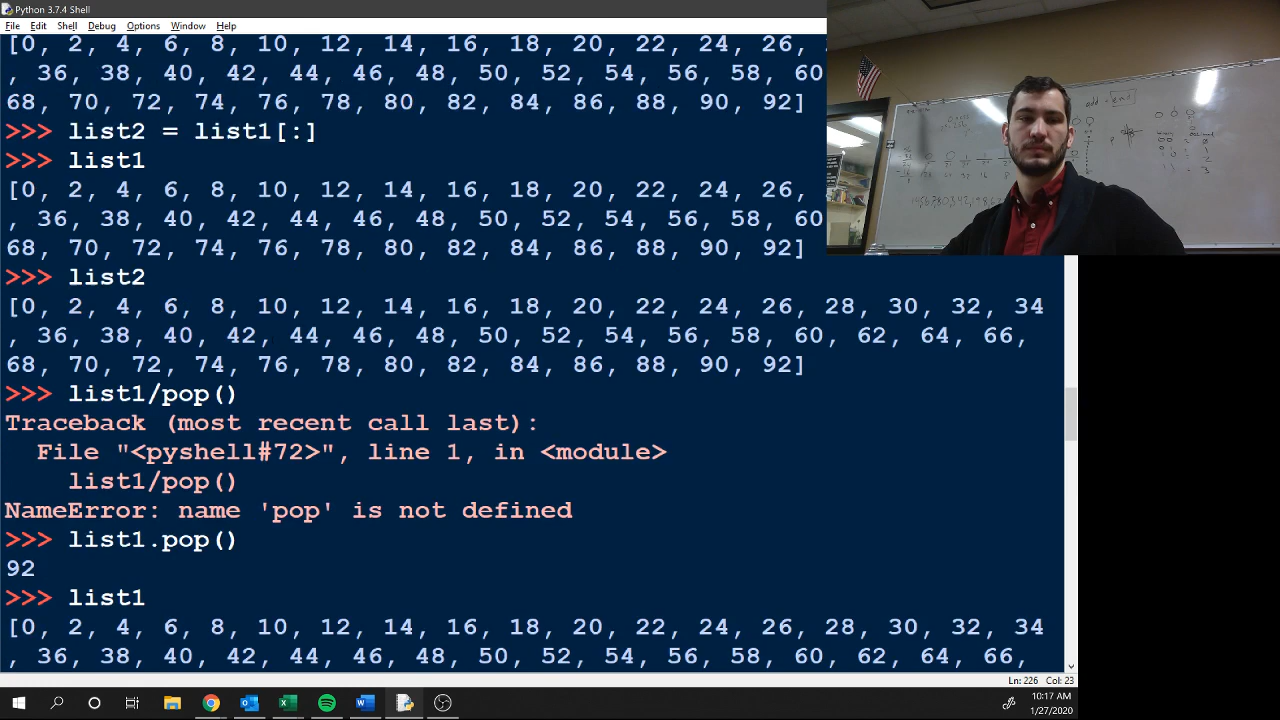 Python 3.7.4 Shell
File Edit Shell Debug Options Window Help
[0, 2, 4, 6, 8, 10, 12, 14, 16, 18, 20, 22, 24, 26,
, 36, 38, 40, 42, 44, 46, 48, 50, 52, 54, 56, 58, 60
68, 70, 72, 74, 76, 78, 80, 82, 84, 86, 88, 90, 92]
>>> list2 = list1[:]
>>> list1
[0, 2, 4, 6, 8, 10, 12, 14, 16, 18, 20, 22, 24, 26,
, 36, 38, 40, 42, 44, 46, 48, 50, 52, 54, 56, 58, 60
68, 70, 72, 74, 76, 78, 80, 82, 84, 86, 88, 90, 92]
>>> list2
[0, 2, 4, 6, 8, 10, 12, 14, 16, 18, 20, 22, 24, 26, 28, 30, 32, 34
, 36, 38, 40, 42, 44, 46, 48, 50, 52, 54, 56, 58, 60, 62, 64, 66,
68, 70, 72, 74, 76, 78, 80, 82, 84, 86, 88, 90, 92]
>>> list1/pop()
Traceback (most recent call last):
File "<pyshell#72>", line 1, in <module>
list1/pop()
NameError: name 'pop' is not defined
>>> list1.pop()
92
>>> list1
[0, 2, 4, 6, 8, 10, 12, 14, 16, 18, 20, 22, 24, 26, 28, 30, 32, 34
, 36, 38, 40, 42, 44, 46, 48, 50, 52, 54, 56, 58, 60, 62, 64, 66,
Ln: 226 Col: 23
10:17 AM
1/27/2020
add
end